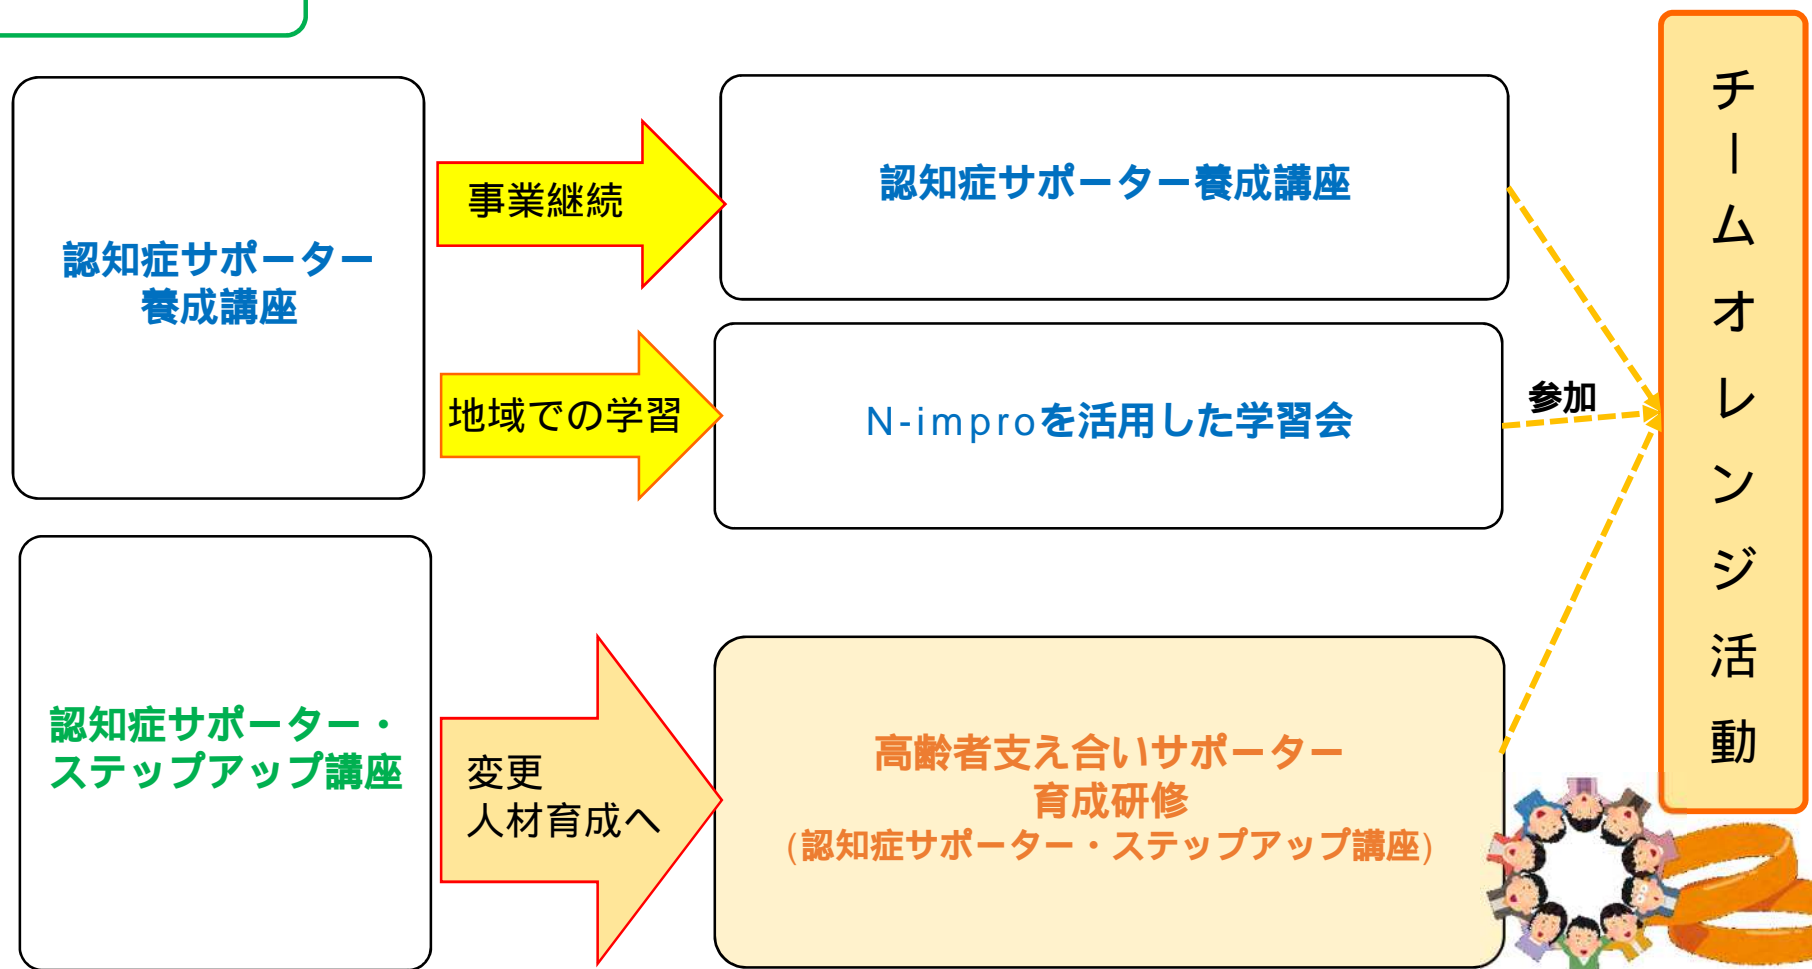 認知症サポーター
養成講座
事業継続
認知症サポーター養成講座
地域での学習
N-improを活用した学習会
認知症サポーター・
ステップアップ講座
変更
人材育成へ
高齢者支え合いサポーター
育成研修
(認知症サポーター・ステップアップ講座)
参加
チームオレンジ活動